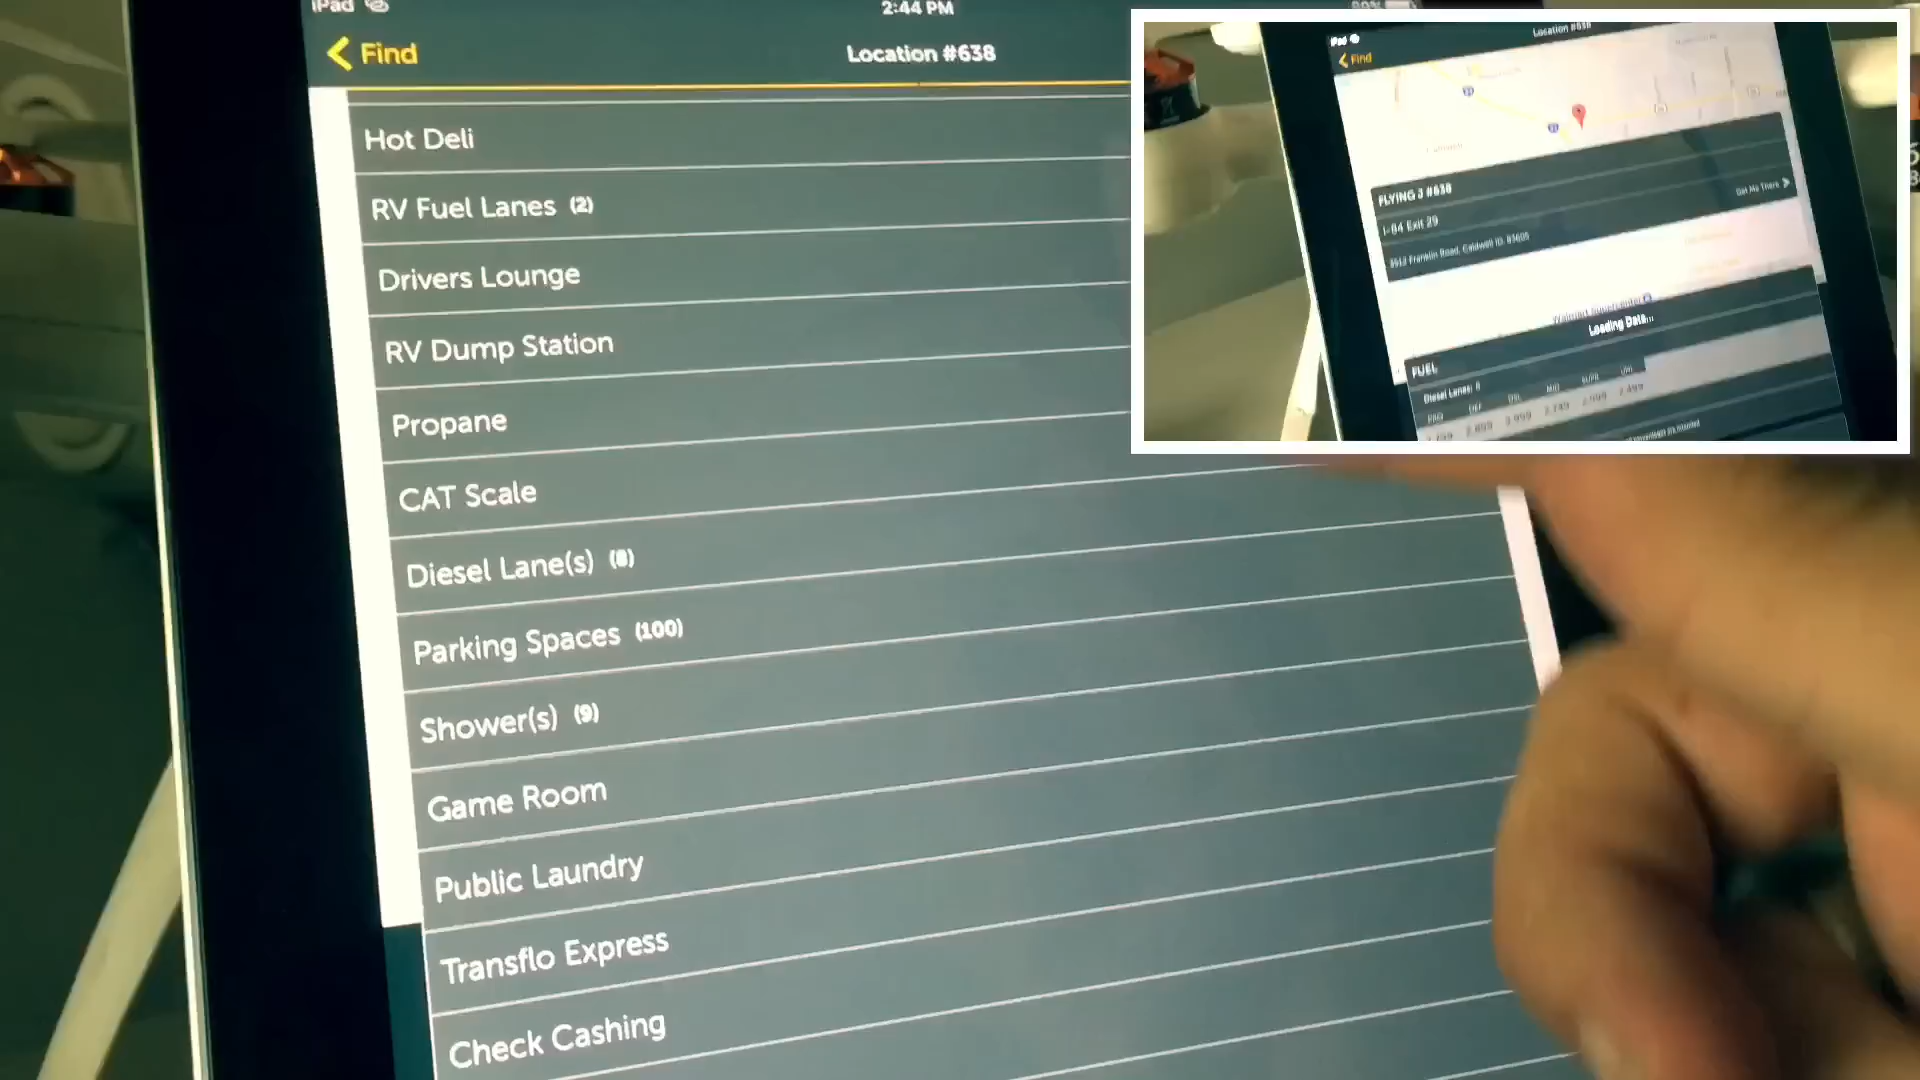 iPad
2:44 PM
Find
Location #638
Hot Deli
RV Fuel Lanes (2)
Drivers Lounge
RV Dump Station
Propane
CAT Scale
Diesel Lane(s) (8)
Parking Spaces (100)
Shower(s) (9)
Game Room
Public Laundry
Transflo Express
Check Cashing
iPad
Location #638
Find
FLYING J #638
I-84 Exit 29
Get Me There
3512 Franklin Road, Caldwell ID, 83605
Loading Data...
FUEL
Diesel Lanes: 8